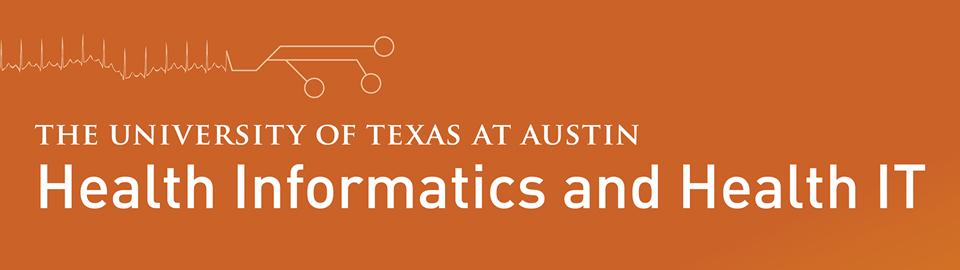 THE UNIVERSITY OF TEXAS AT AUSTIN
Health Informatics and Health IT